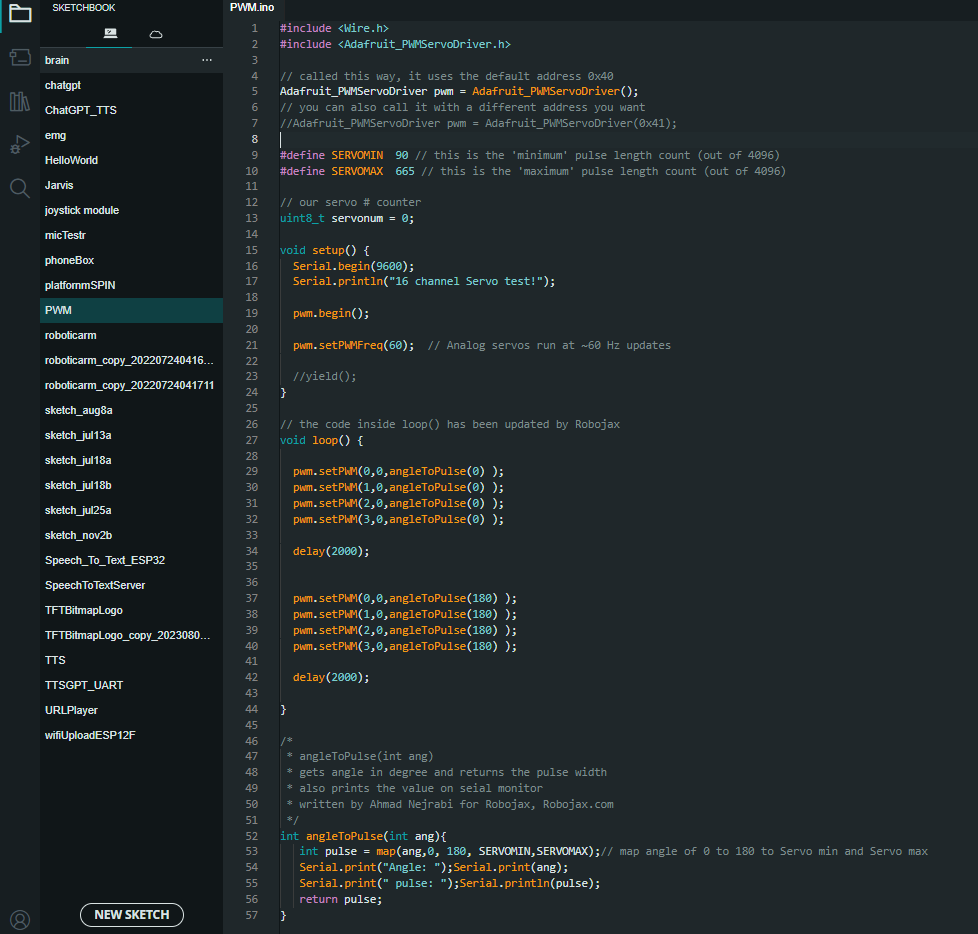 SKETCHBOOK
brain
...
chatgpt
ChatGPT_TTS
emg
HelloWorld
Jarvis
joystick module
micTestr
phoneBox
platfornmSPIN
PWM
roboticarm
roboticarm_copy_202207240416...
roboticarm_copy_20220724041711
sketch_aug8a
sketch_jul13a
sketch_jul18a
sketch_jul18b
sketch_jul25a
sketch_nov2b
Speech_To_Text_ESP32
SpeechToTextServer
TFTBitmapLogo
TFTBitmapLogo_copy_2023080...
TTS
TTSGPT_UART
URLPlayer
wifiUploadESP12F
NEW SKETCH
PWM.ino
1 #include <Wire.h>
2 #include <Adafruit_PWMServoDriver.h>
3
4 // called this way, it uses the default address 0x40
5 Adafruit_PWMServoDriver pwm = Adafruit_PWMServoDriver();
6 // you can also call it with a different address you want
7 //Adafruit_PWMServoDriver pwm = Adafruit_PWMServoDriver(0x41);
8
9 #define SERVOMIN  90 // this is the 'minimum' pulse length count (out of 4096)
10 #define SERVOMAX  665 // this is the 'maximum' pulse length count (out of 4096)
11
12 // our servo # counter
13 uint8_t servonum = 0;
14
15 void setup() {
16   Serial.begin(9600);
17   Serial.println("16 channel Servo test!");
18
19   pwm.begin();
20
21   pwm.setPWMFreq(60);  // Analog servos run at ~60 Hz updates
22
23   //yield();
24 }
25
26 // the code inside loop() has been updated by Robojax
27 void loop() {
28
29   pwm.setPWM(0,0,angleToPulse(0) );
30   pwm.setPWM(1,0,angleToPulse(0) );
31   pwm.setPWM(2,0,angleToPulse(0) );
32   pwm.setPWM(3,0,angleToPulse(0) );
33
34   delay(2000);
35
36
37   pwm.setPWM(0,0,angleToPulse(180) );
38   pwm.setPWM(1,0,angleToPulse(180) );
39   pwm.setPWM(2,0,angleToPulse(180) );
40   pwm.setPWM(3,0,angleToPulse(180) );
41
42   delay(2000);
43
44 }
45
46 /*
47  * angleToPulse(int ang)
48  * gets angle in degree and returns the pulse width
49  * also prints the value on seial monitor
50  * written by Ahmad Nejrabi for Robojax, Robojax.com
51  */
52 int angleToPulse(int ang){
53    int pulse = map(ang,0, 180, SERVOMIN,SERVOMAX);// map angle of 0 to 180 to Servo min and Servo max
54    Serial.print("Angle: ");Serial.print(ang);
55    Serial.print(" pulse: ");Serial.println(pulse);
56    return pulse;
57 }